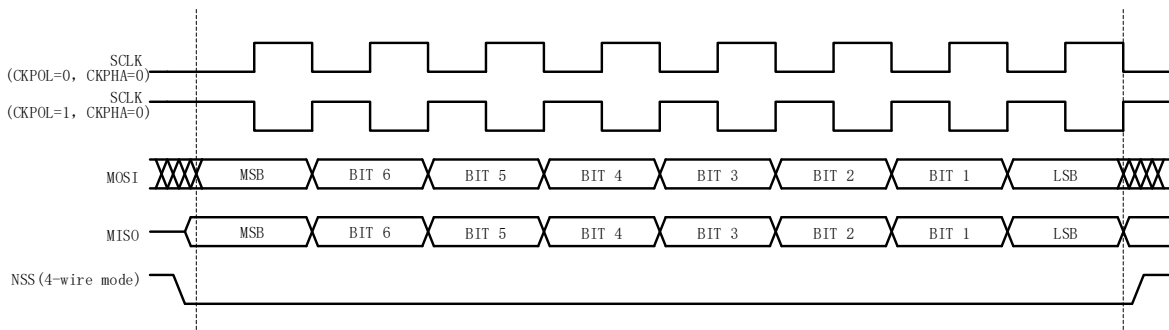 SCLK
(CKPOL=0, CKPHA=0)
SCLK
(CKPOL=1, CKPHA=0)
MOSI MSB BIT 6 BIT 5 BIT 4 BIT 3 BIT 2 BIT 1 LSB
MISO MSB BIT 6 BIT 5 BIT 4 BIT 3 BIT 2 BIT 1 LSB
NSS(4-wire mode)